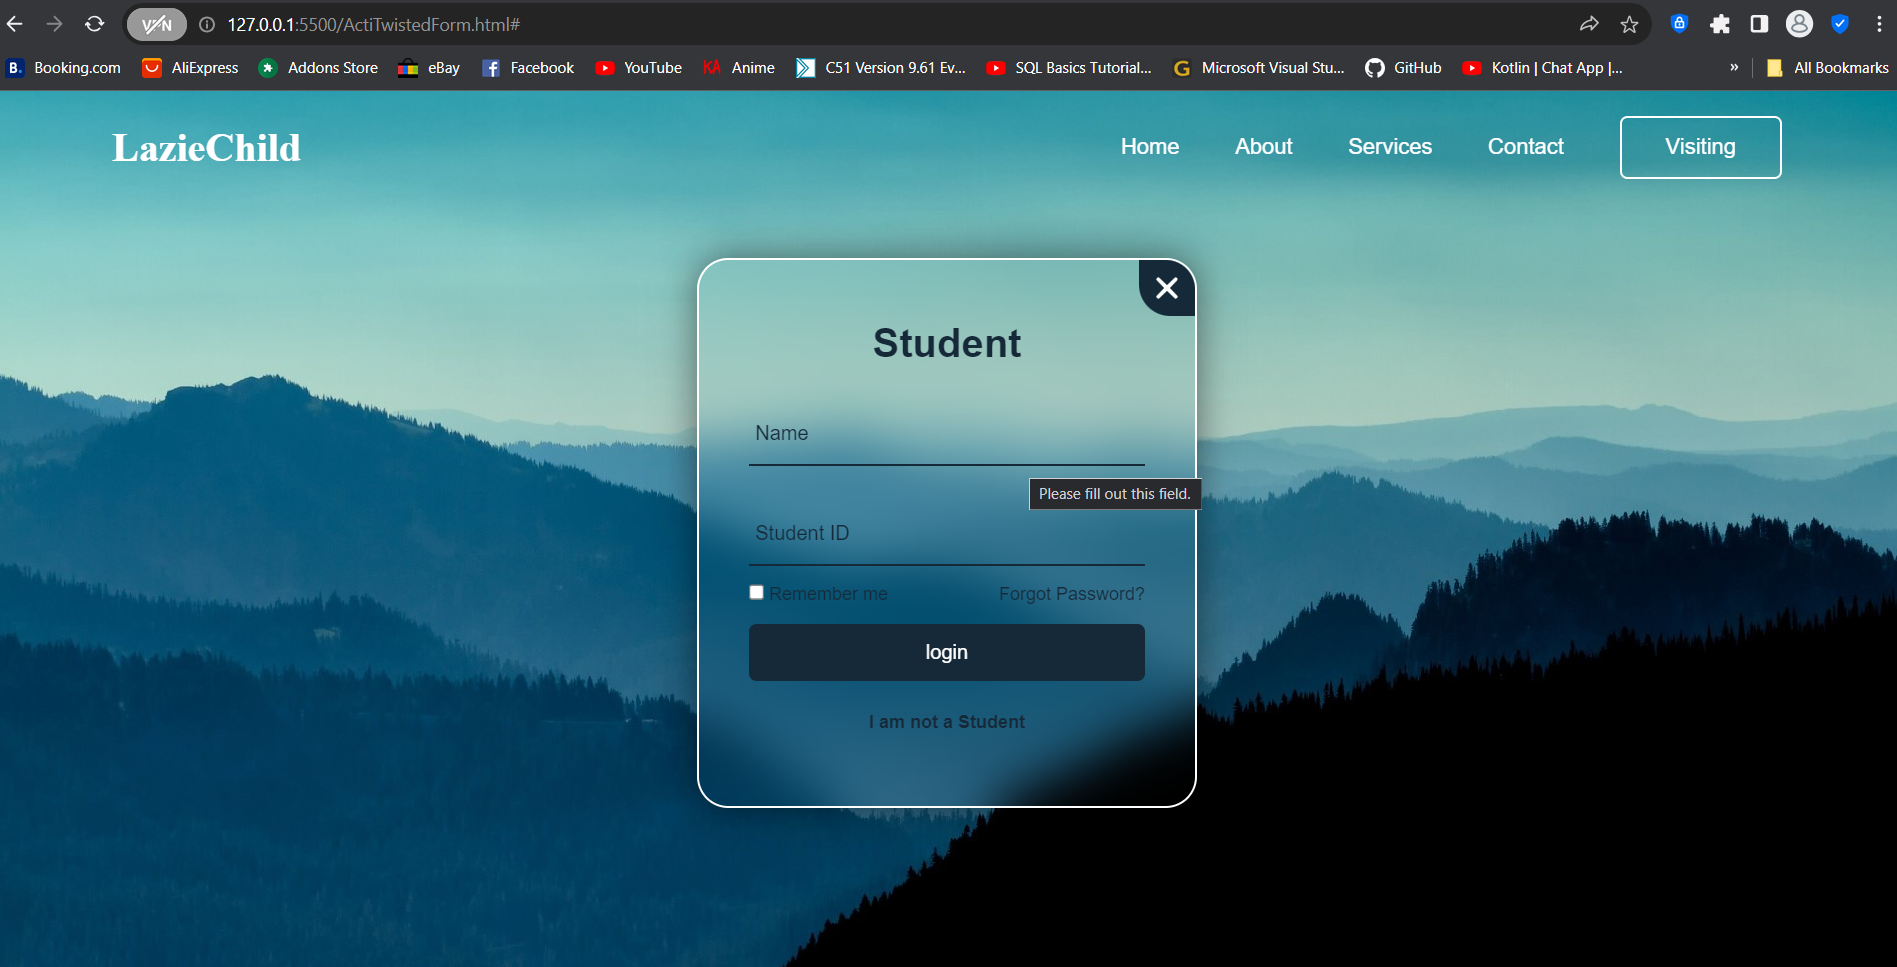 VPN
127.0.0.1:5500/ActiTwistedForm.html#
B. Booking.com AliExpress Addons Store eBay Facebook YouTube KA Anime C51 Version 9.61 Ev... SQL Basics Tutorial... G Microsoft Visual Stu... GitHub Kotlin | Chat App |... » All Bookmarks
LazieChild
Home About Services Contact Visiting
Student
Name
Please fill out this field.
Student ID
Remember me Forgot Password?
login
I am not a Student